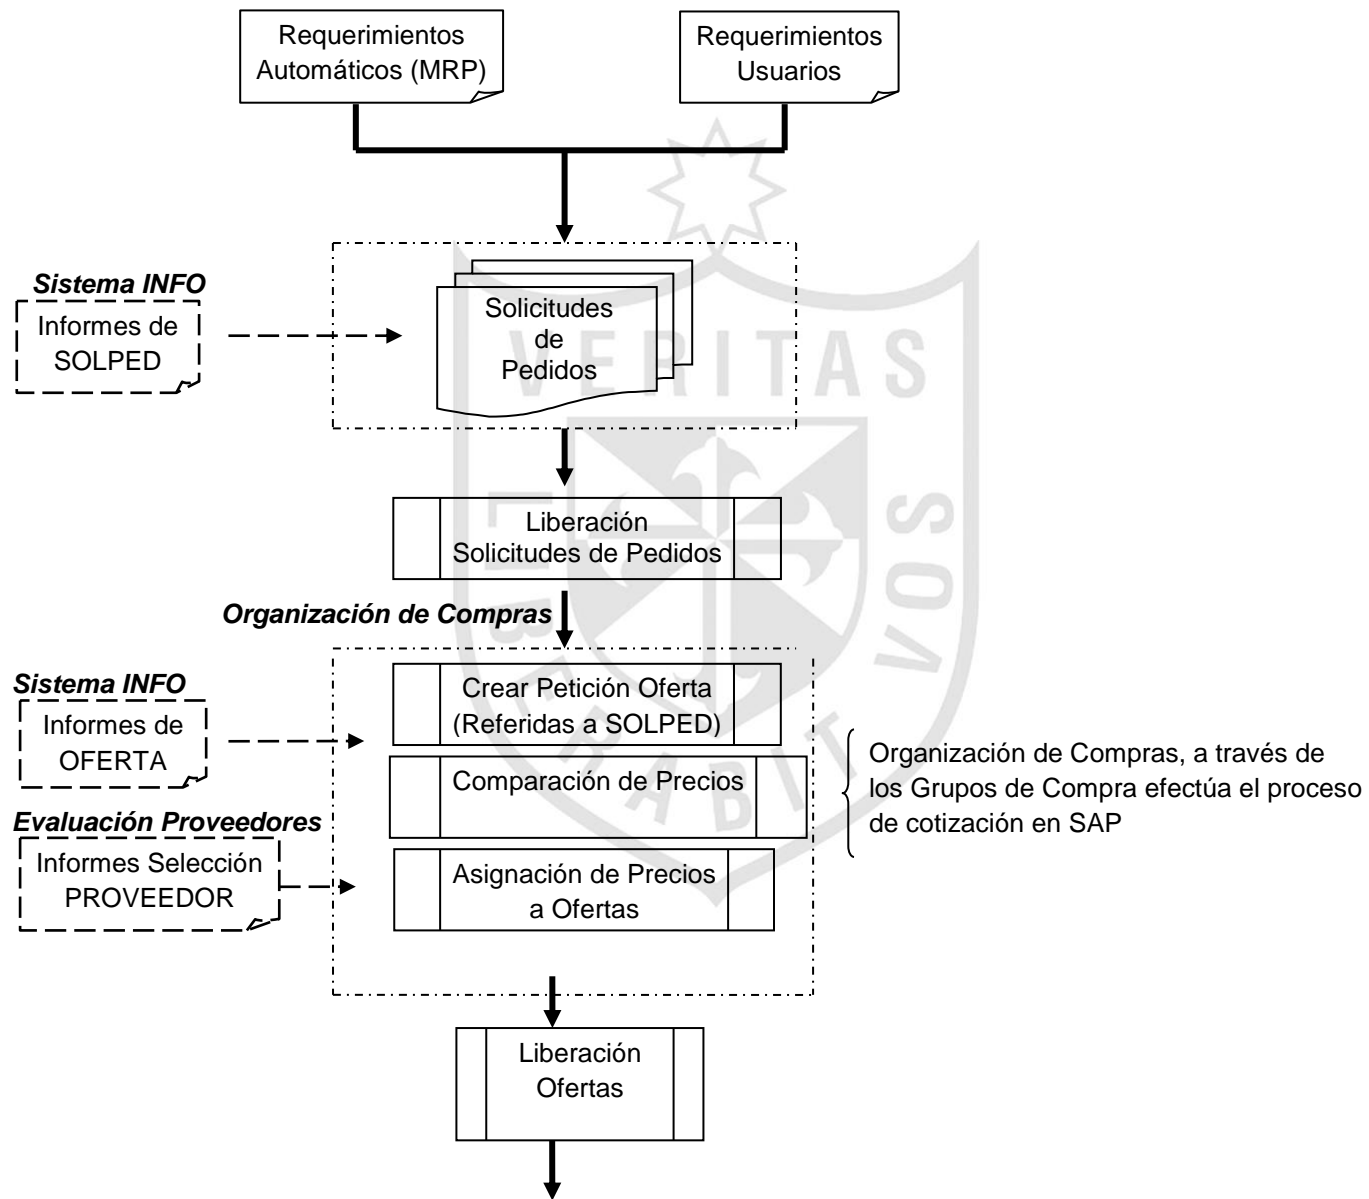 Requerimientos
Automáticos (MRP)
Requerimientos
Usuarios
Sistema INFO
Informes de
SOLPED
Solicitudes
de
Pedidos
VERITAS
LIBERABIT
VOS
Liberación
Solicitudes de Pedidos
Organización de Compras
Sistema INFO
Informes de
OFERTA
Crear Petición Oferta
(Referidas a SOLPED)
Comparación de Precios
Organización de Compras, a través de
los Grupos de Compra efectúa el proceso
de cotización en SAP
Evaluación Proveedores
Informes Selección
PROVEEDOR
Asignación de Precios
a Ofertas
Liberación
Ofertas